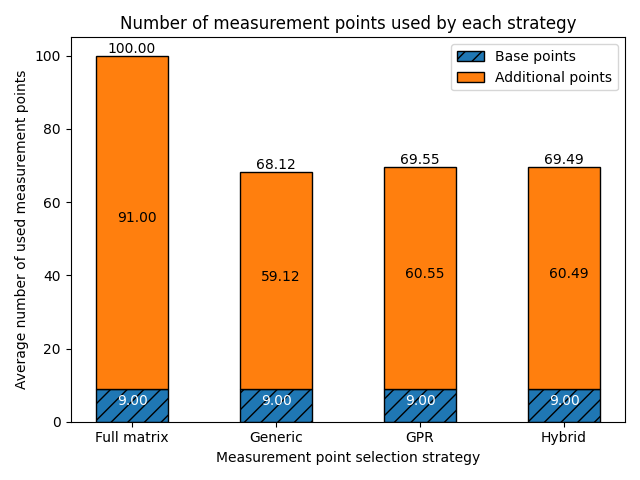 Number of measurement points used by each strategy
Base points
Additional points
Average number of used measurement points
100
80
60
40
20
0
100.00
68.12
69.55
69.49
91.00
59.12
60.55
60.49
9.00
9.00
9.00
9.00
Full matrix
Generic
GPR
Hybrid
Measurement point selection strategy